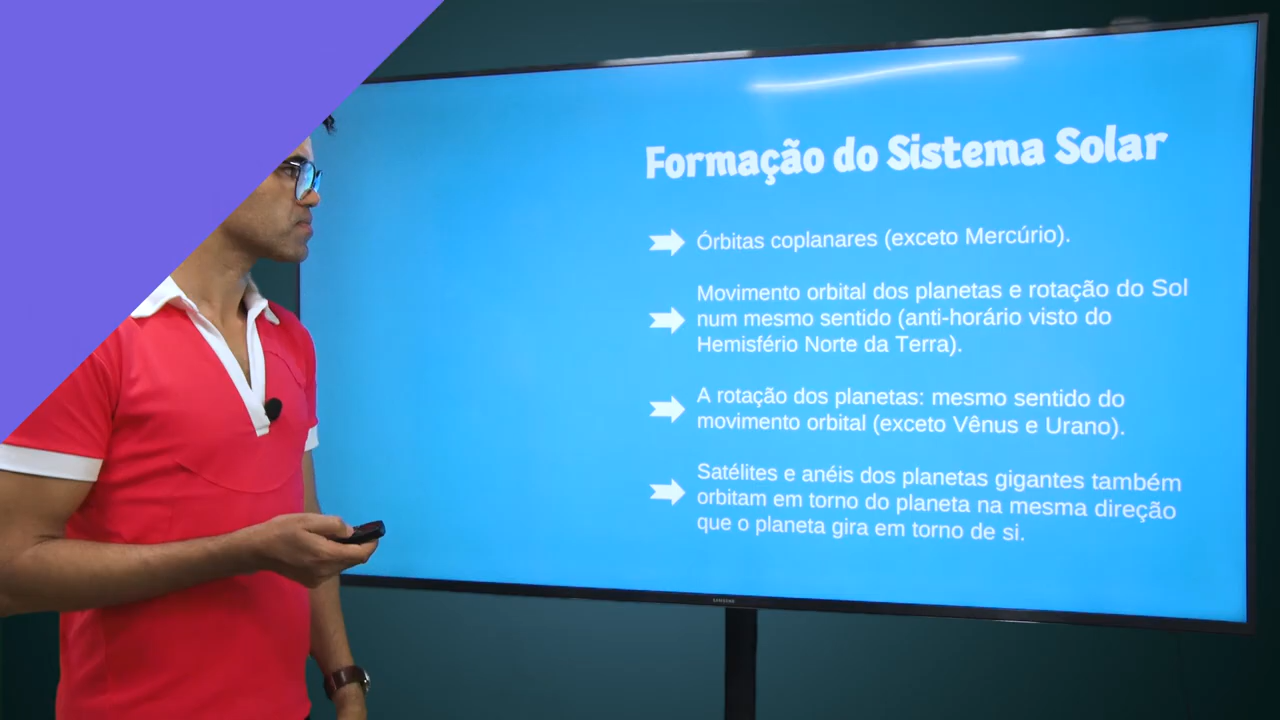 Formação do Sistema Solar
Órbitas coplanares (exceto Mercúrio).
Movimento orbital dos planetas e rotação do Sol
num mesmo sentido (anti-horário visto do
Hemisfério Norte da Terra).
A rotação dos planetas: mesmo sentido do
movimento orbital (exceto Vênus e Urano).
Satélites e anéis dos planetas gigantes também
orbitam em torno do planeta na mesma direção
que o planeta gira em torno de si.
SAMSUNG